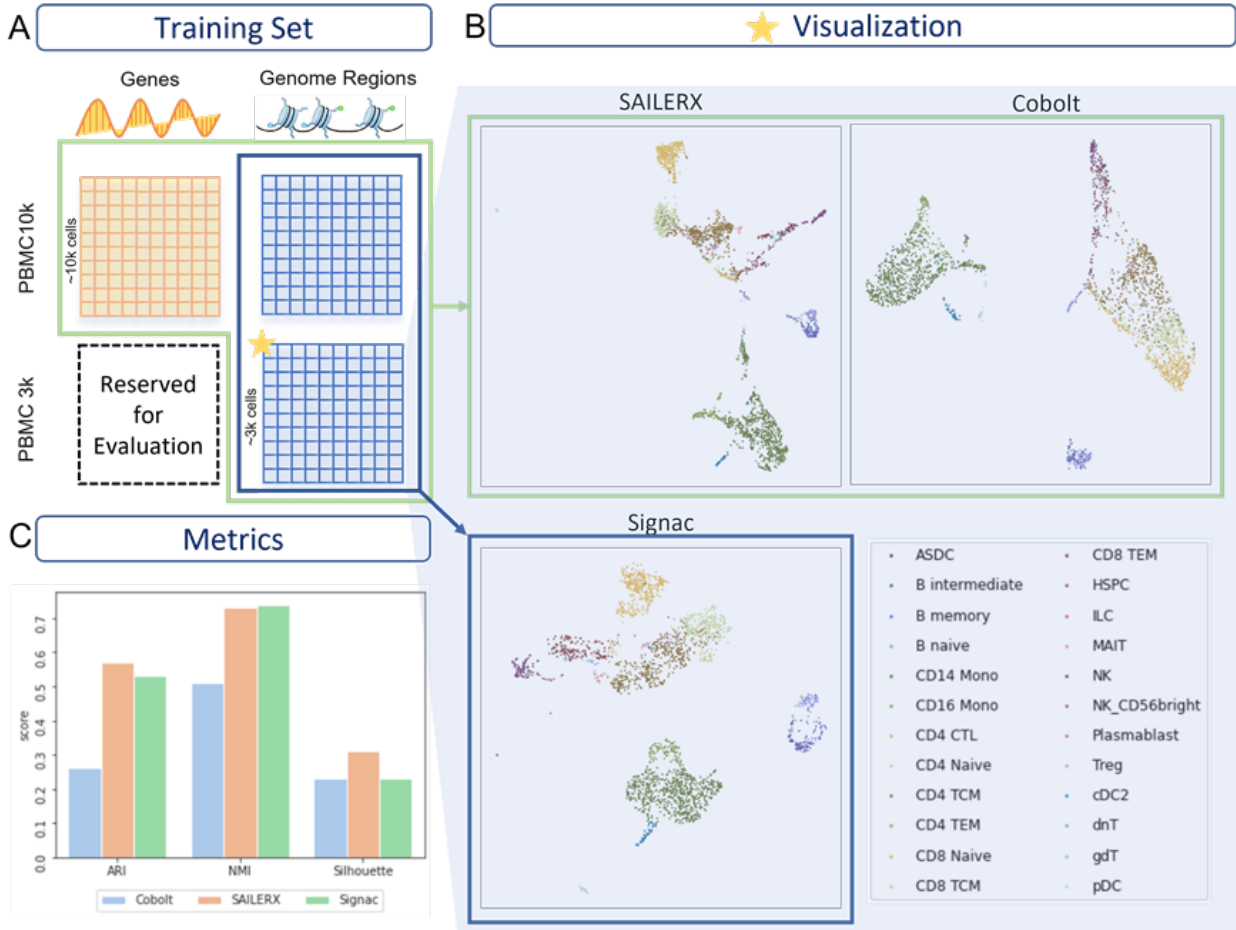 A
Training Set
B
Visualization
Genes
Genome Regions
SAILERX
Cobolt
PBMC10k
~10k cells
PBMC 3k
Reserved
for
Evaluation
~3k cells
C
Metrics
Signac
score
0.0
0.1
0.2
0.3
0.4
0.5
0.6
0.7
ARI
NMI
Silhouette
Cobolt
SAILERX
Signac
ASDC
B intermediate
B memory
B naive
CD14 Mono
CD16 Mono
CD4 CTL
CD4 Naive
CD4 TCM
CD4 TEM
CD8 Naive
CD8 TCM
CD8 TEM
HSPC
ILC
MAIT
NK
NK_CD56bright
Plasmablast
Treg
cDC2
dnT
gdT
pDC